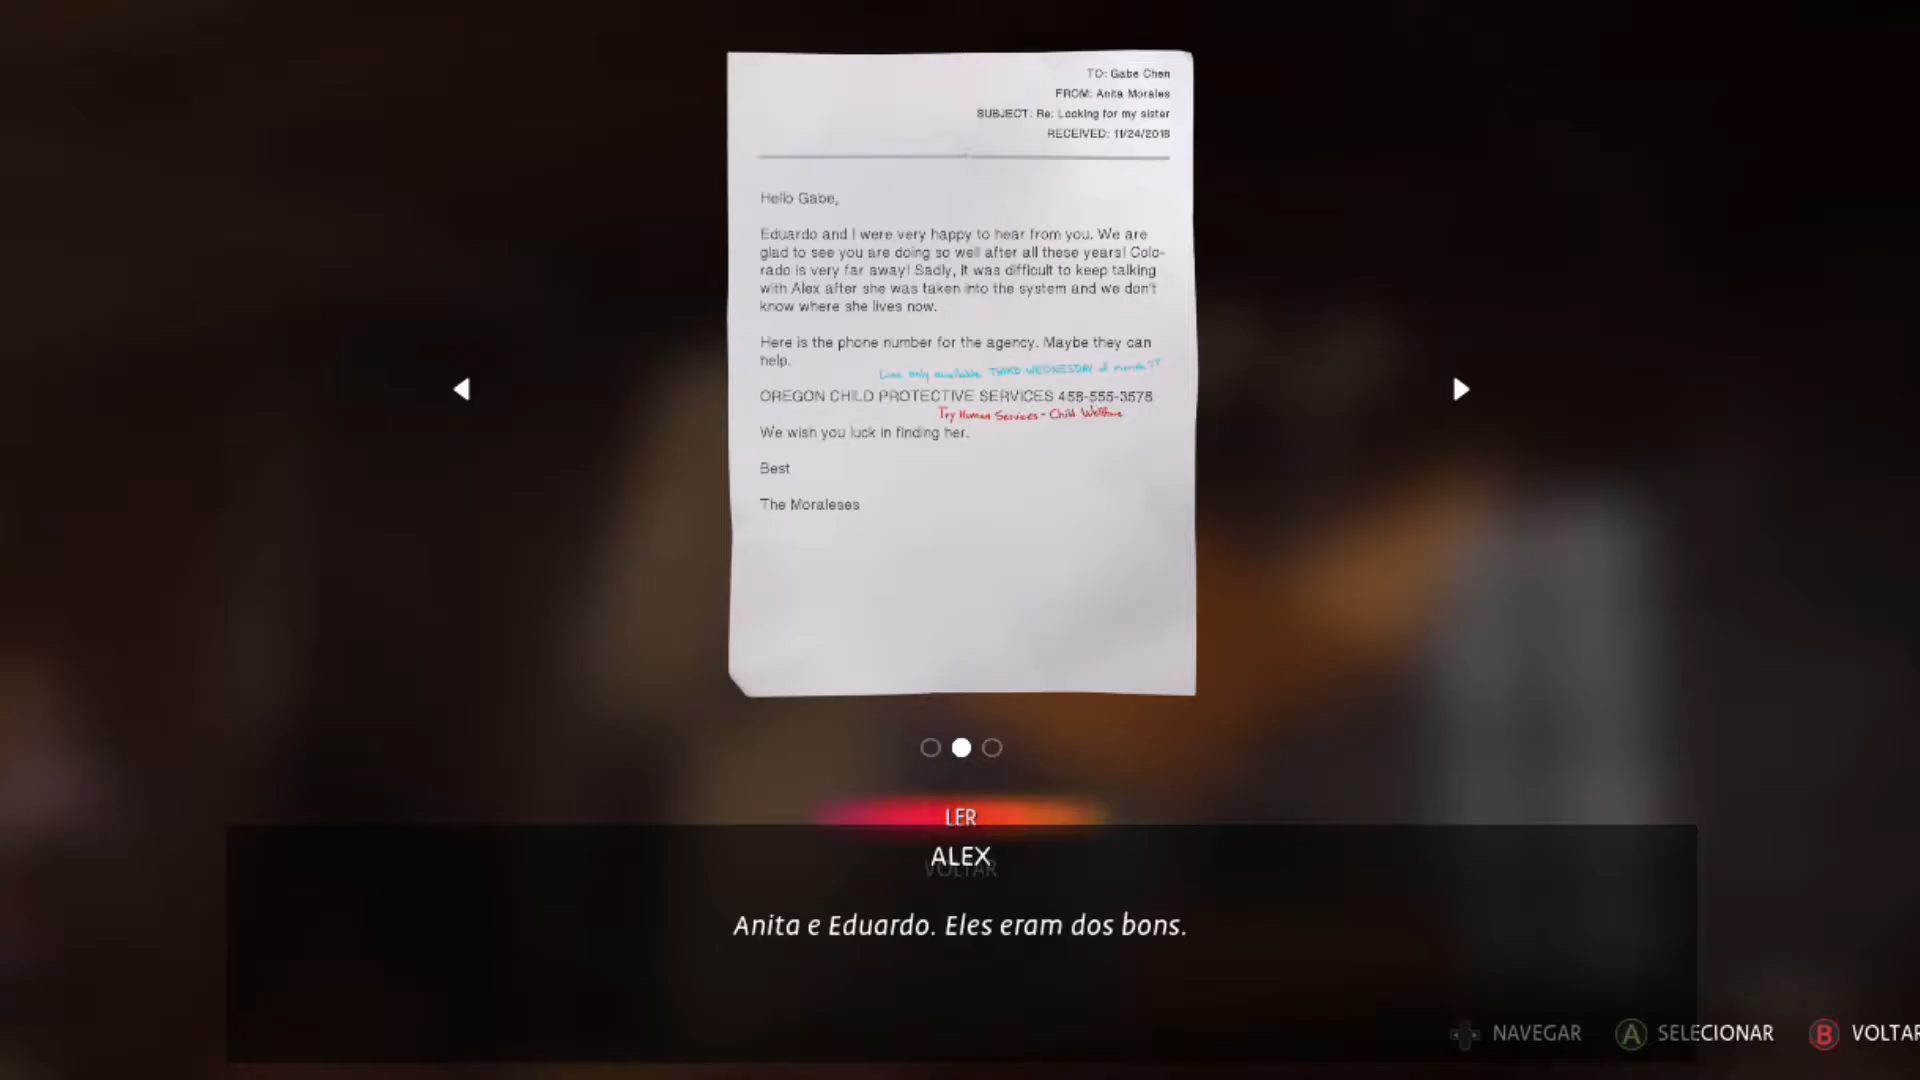 TO: Gabe Chen
FROM: Anita Morales
SUBJECT: Re: Looking for my sister
RECEIVED: 11/24/2018
Hello Gabe,
Eduardo and I were very happy to hear from you. We are
glad to see you are doing so well after all these years! Colo-
rado is very far away! Sadly, it was difficult to keep talking
with Alex after she was taken into the system and we don't
know where she lives now.
Here is the phone number for the agency. Maybe they can
help.
Line only available THIRD WEDNESDAY of month??
OREGON CHILD PROTECTIVE SERVICES 458-555-3578
Try Human Services - Child Welfare
We wish you luck in finding her.
Best
The Moraleses
LER
ALEX
VOLTAR
Anita e Eduardo. Eles eram dos bons.
NAVEGAR
A SELECIONAR
B VOLTAR